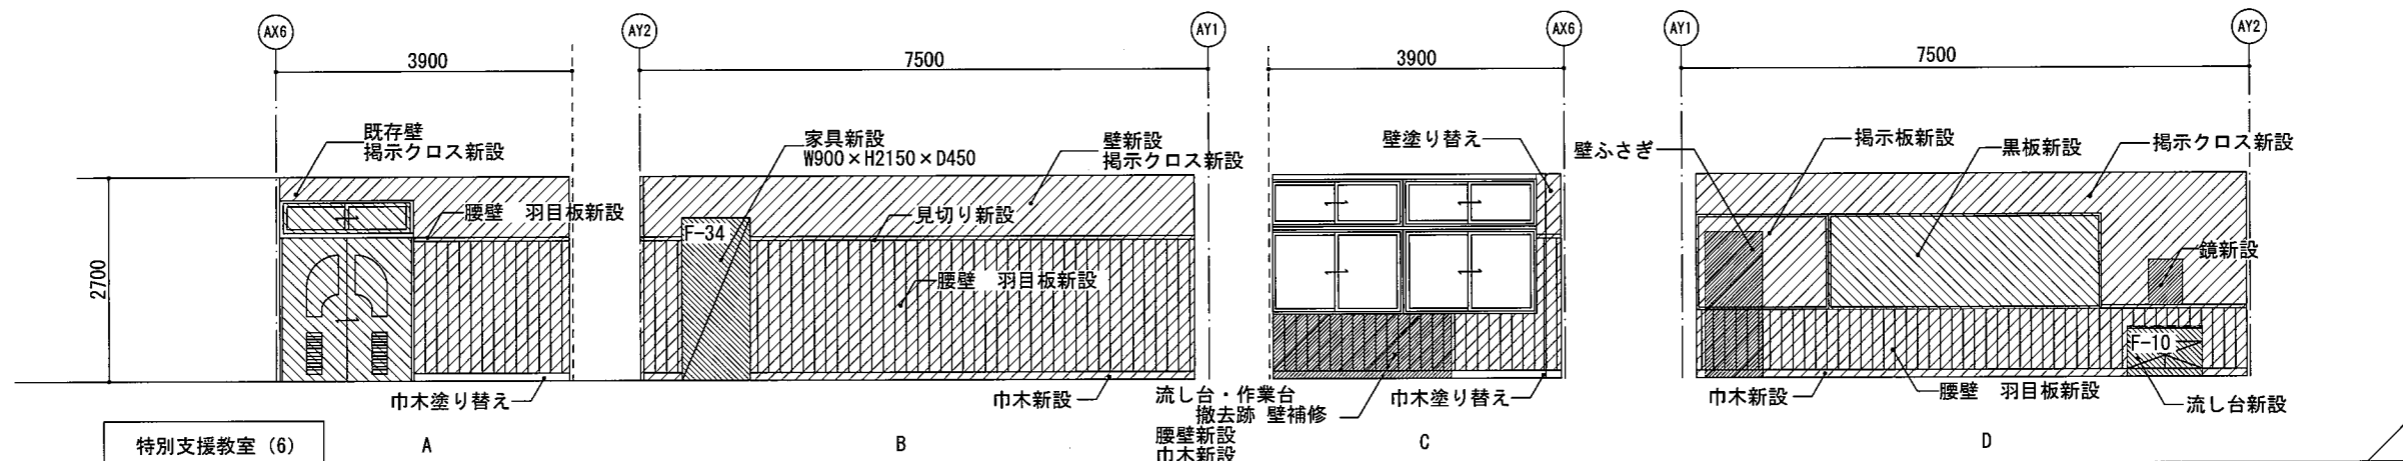 AX6
AY2
AY1
AX6
AY1
AY2
3900
7500
3900
7500
既存壁
掲示クロス新設
腰壁 羽目板新設
2700
巾木塗り替え
特別支援教室 (6)
A
家具新設
W900×H2150×D450
壁新設
掲示クロス新設
F-34
見切り新設
腰壁 羽目板新設
巾木新設
B
壁塗り替え
流し台・作業台
撤去跡 壁補修
腰壁新設
巾木新設
巾木塗り替え
C
壁ふさぎ
掲示板新設
黒板新設
掲示クロス新設
鏡新設
F-10
巾木新設
腰壁 羽目板新設
流し台新設
D